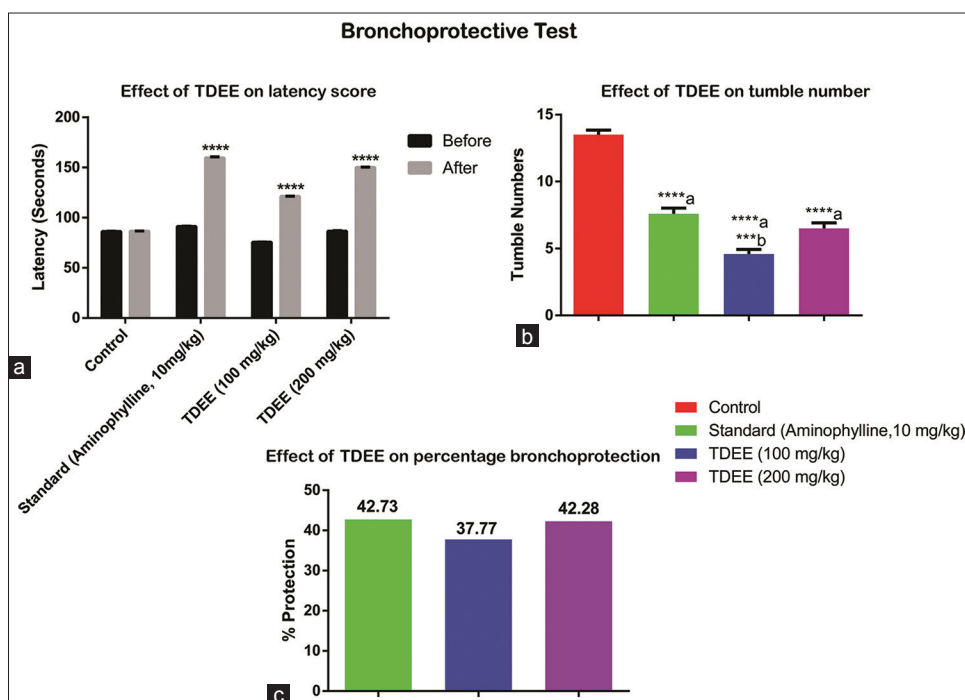 Bronchoprotective Test
Effect of TDEE on latency score
200
150
100
50
0
Latency (Seconds)
****
****
****
Before
After
Control
Standard (Aminophylline, 10mg/kg)
TDEE (100 mg/kg)
TDEE (200 mg/kg)
a
Effect of TDEE on tumble number
15
10
5
0
Tumble Numbers
****a
****a
***b
****a
b
Control
Standard (Aminophylline,10 mg/kg)
TDEE (100 mg/kg)
TDEE (200 mg/kg)
Effect of TDEE on percentage bronchoprotection
50
40
30
20
10
0
% Protection
42.73
37.77
42.28
c